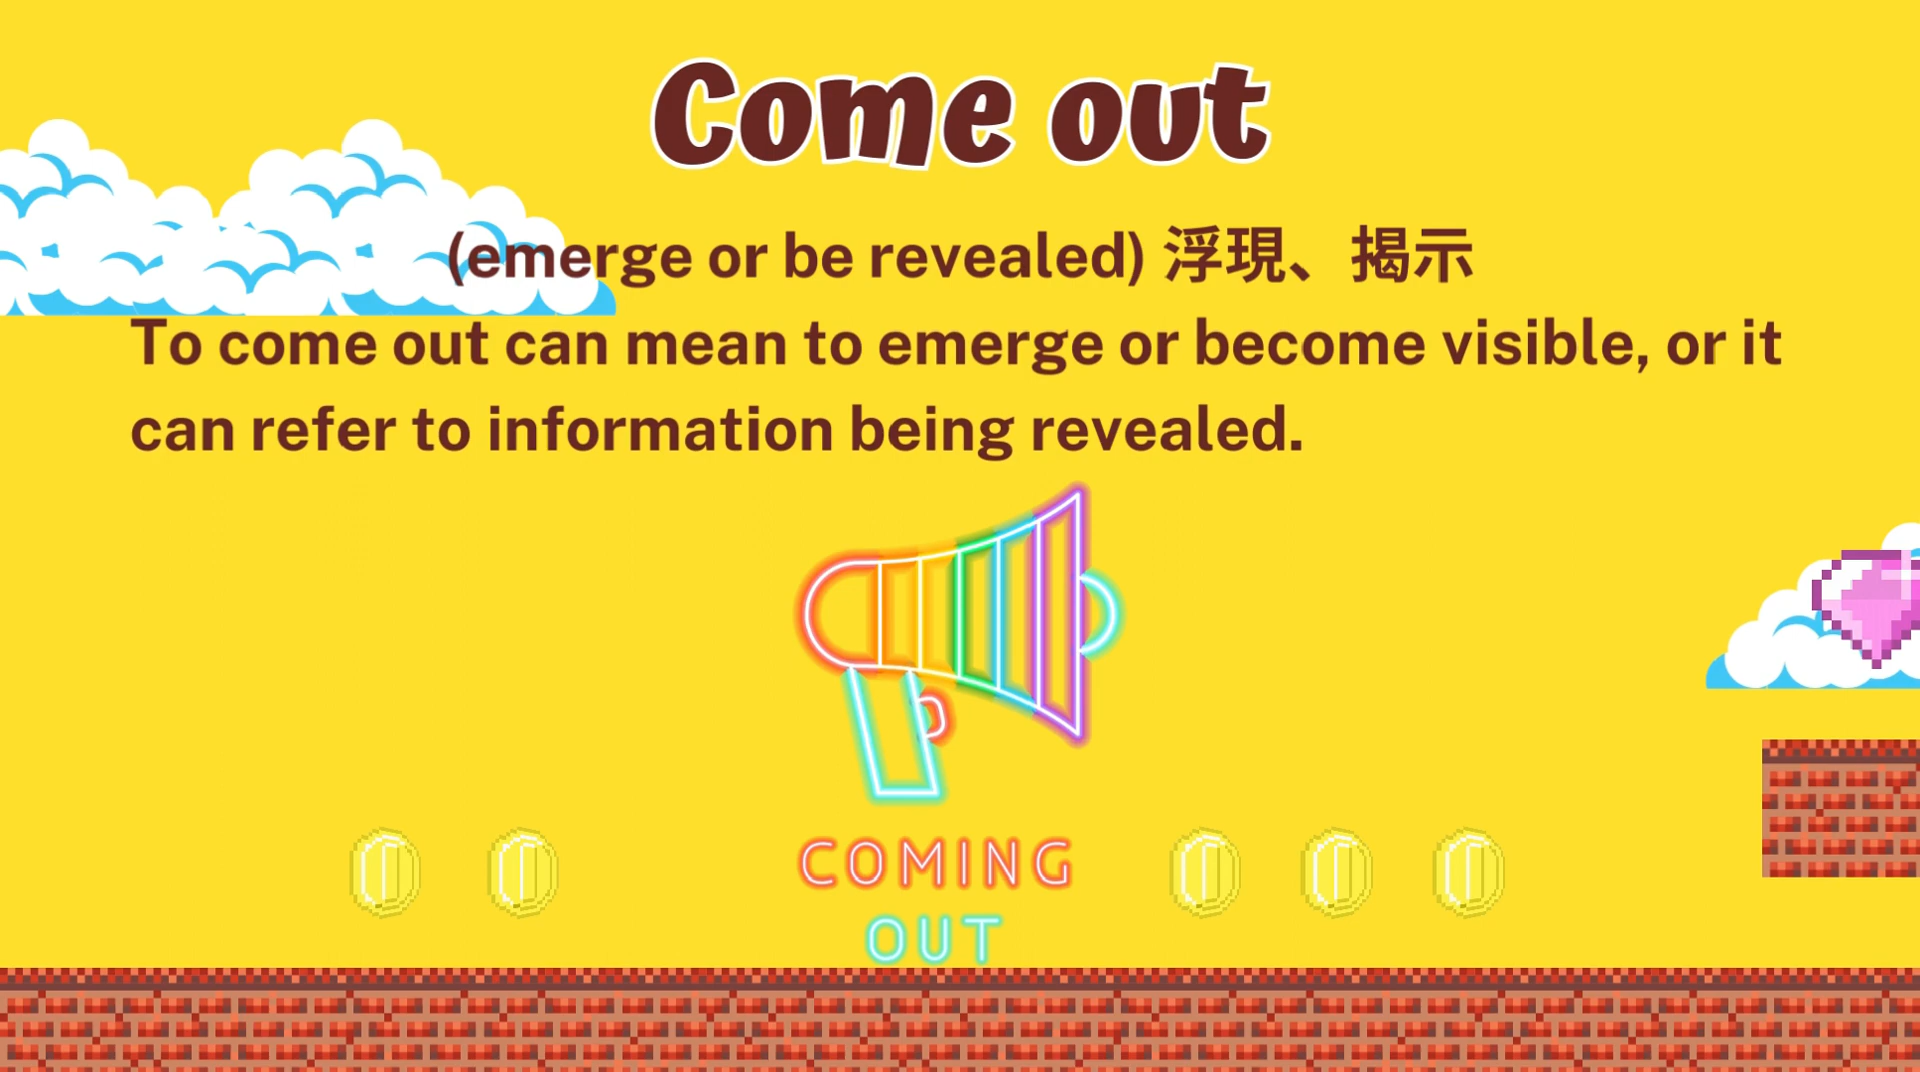 Come out
(emerge or be revealed) 浮現、揭示
To come out can mean to emerge or become visible, or it
can refer to information being revealed.
COMING
OUT